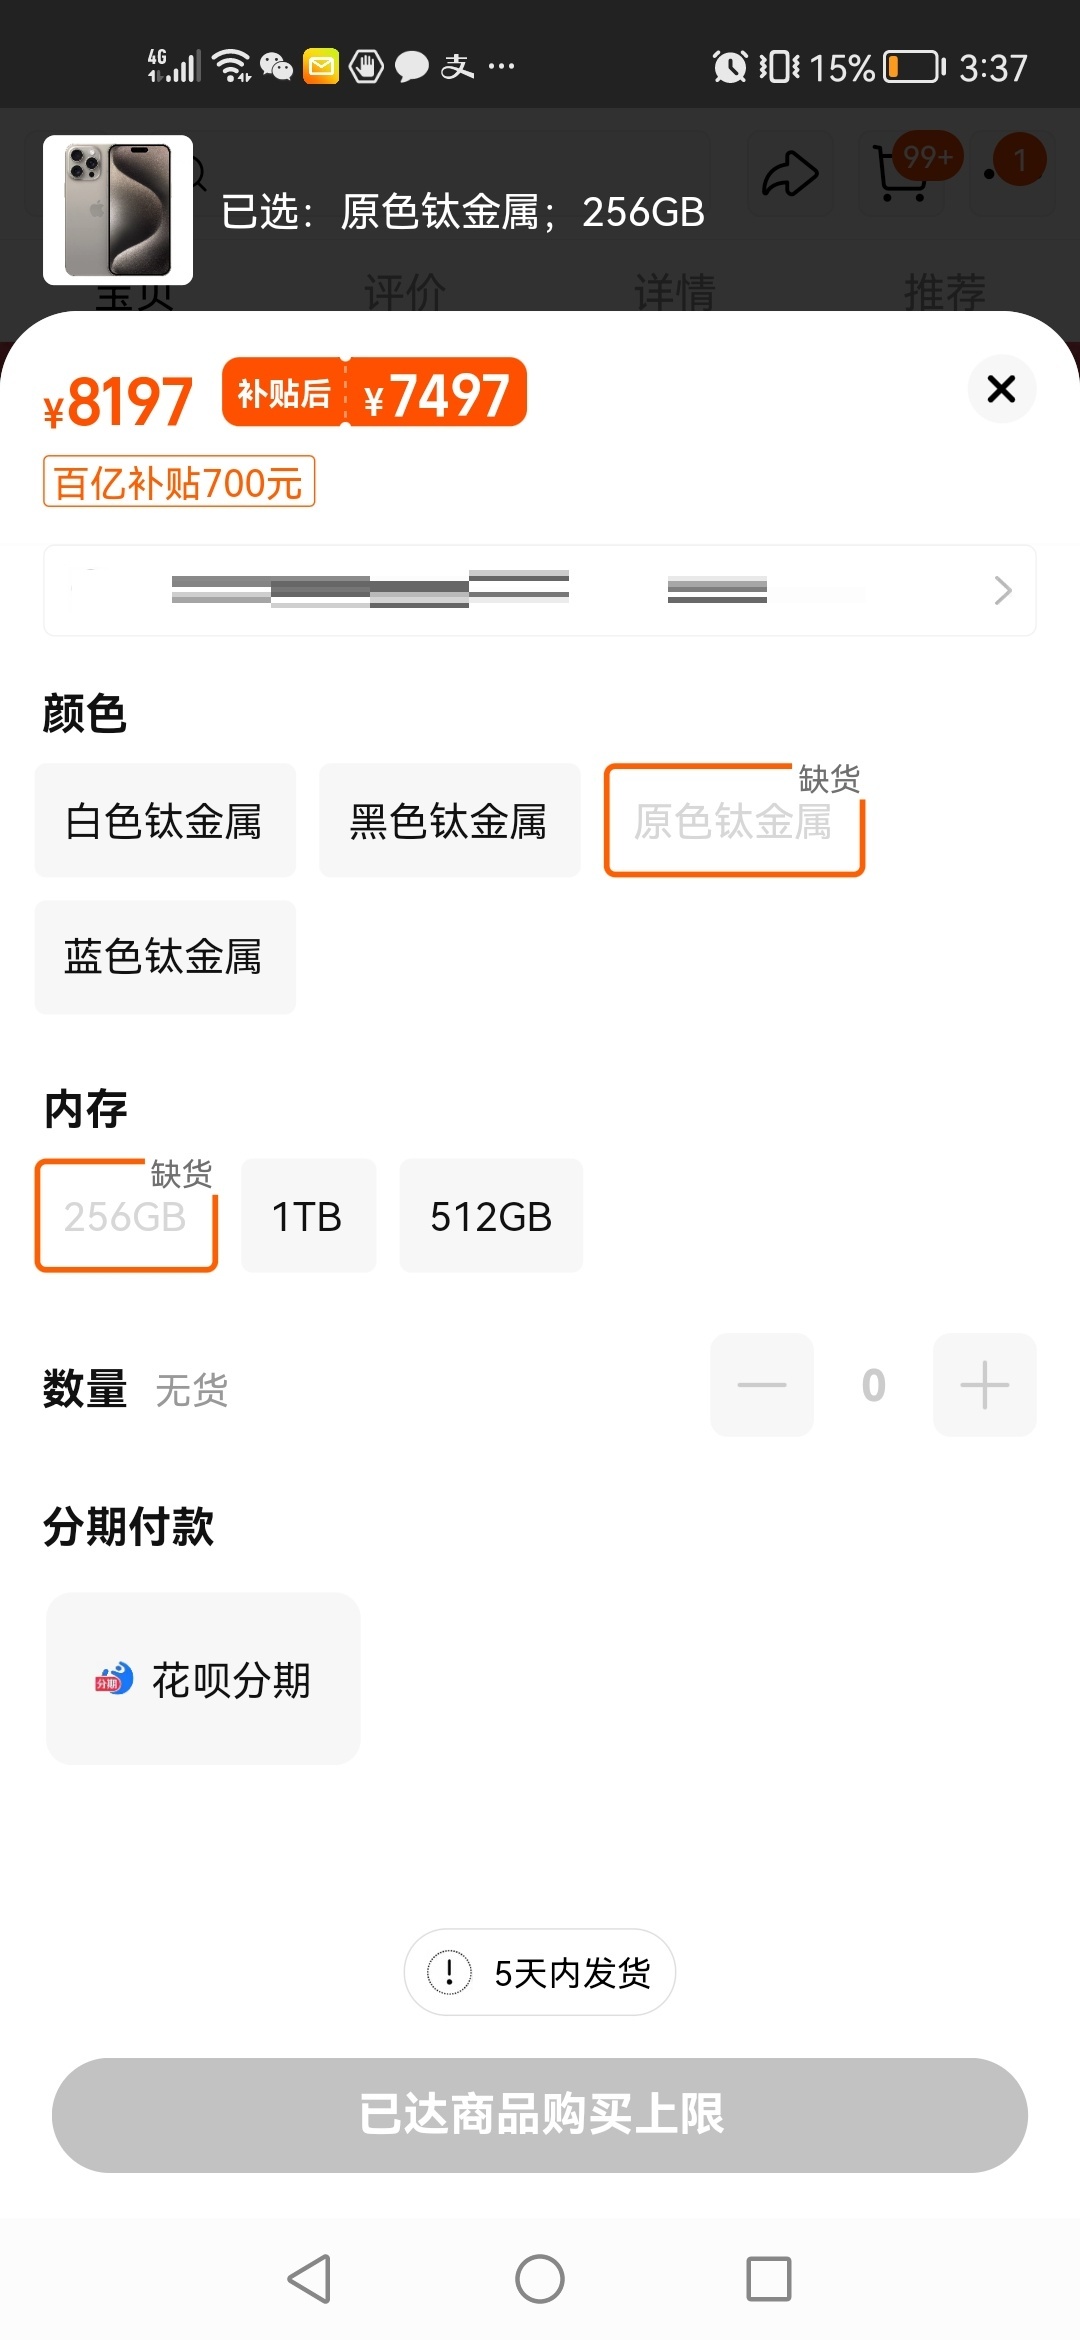 4G 15% 3:37
99+ 1
已选：原色钛金属；256GB
宝贝 评价 详情 推荐
¥8197 补贴后 ¥7497
百亿补贴700元
颜色
白色钛金属 黑色钛金属 原色钛金属 缺货
蓝色钛金属
内存
256GB 缺货 1TB 512GB
数量 无货 0
分期付款
分期 花呗分期
! 5天内发货
已达商品购买上限